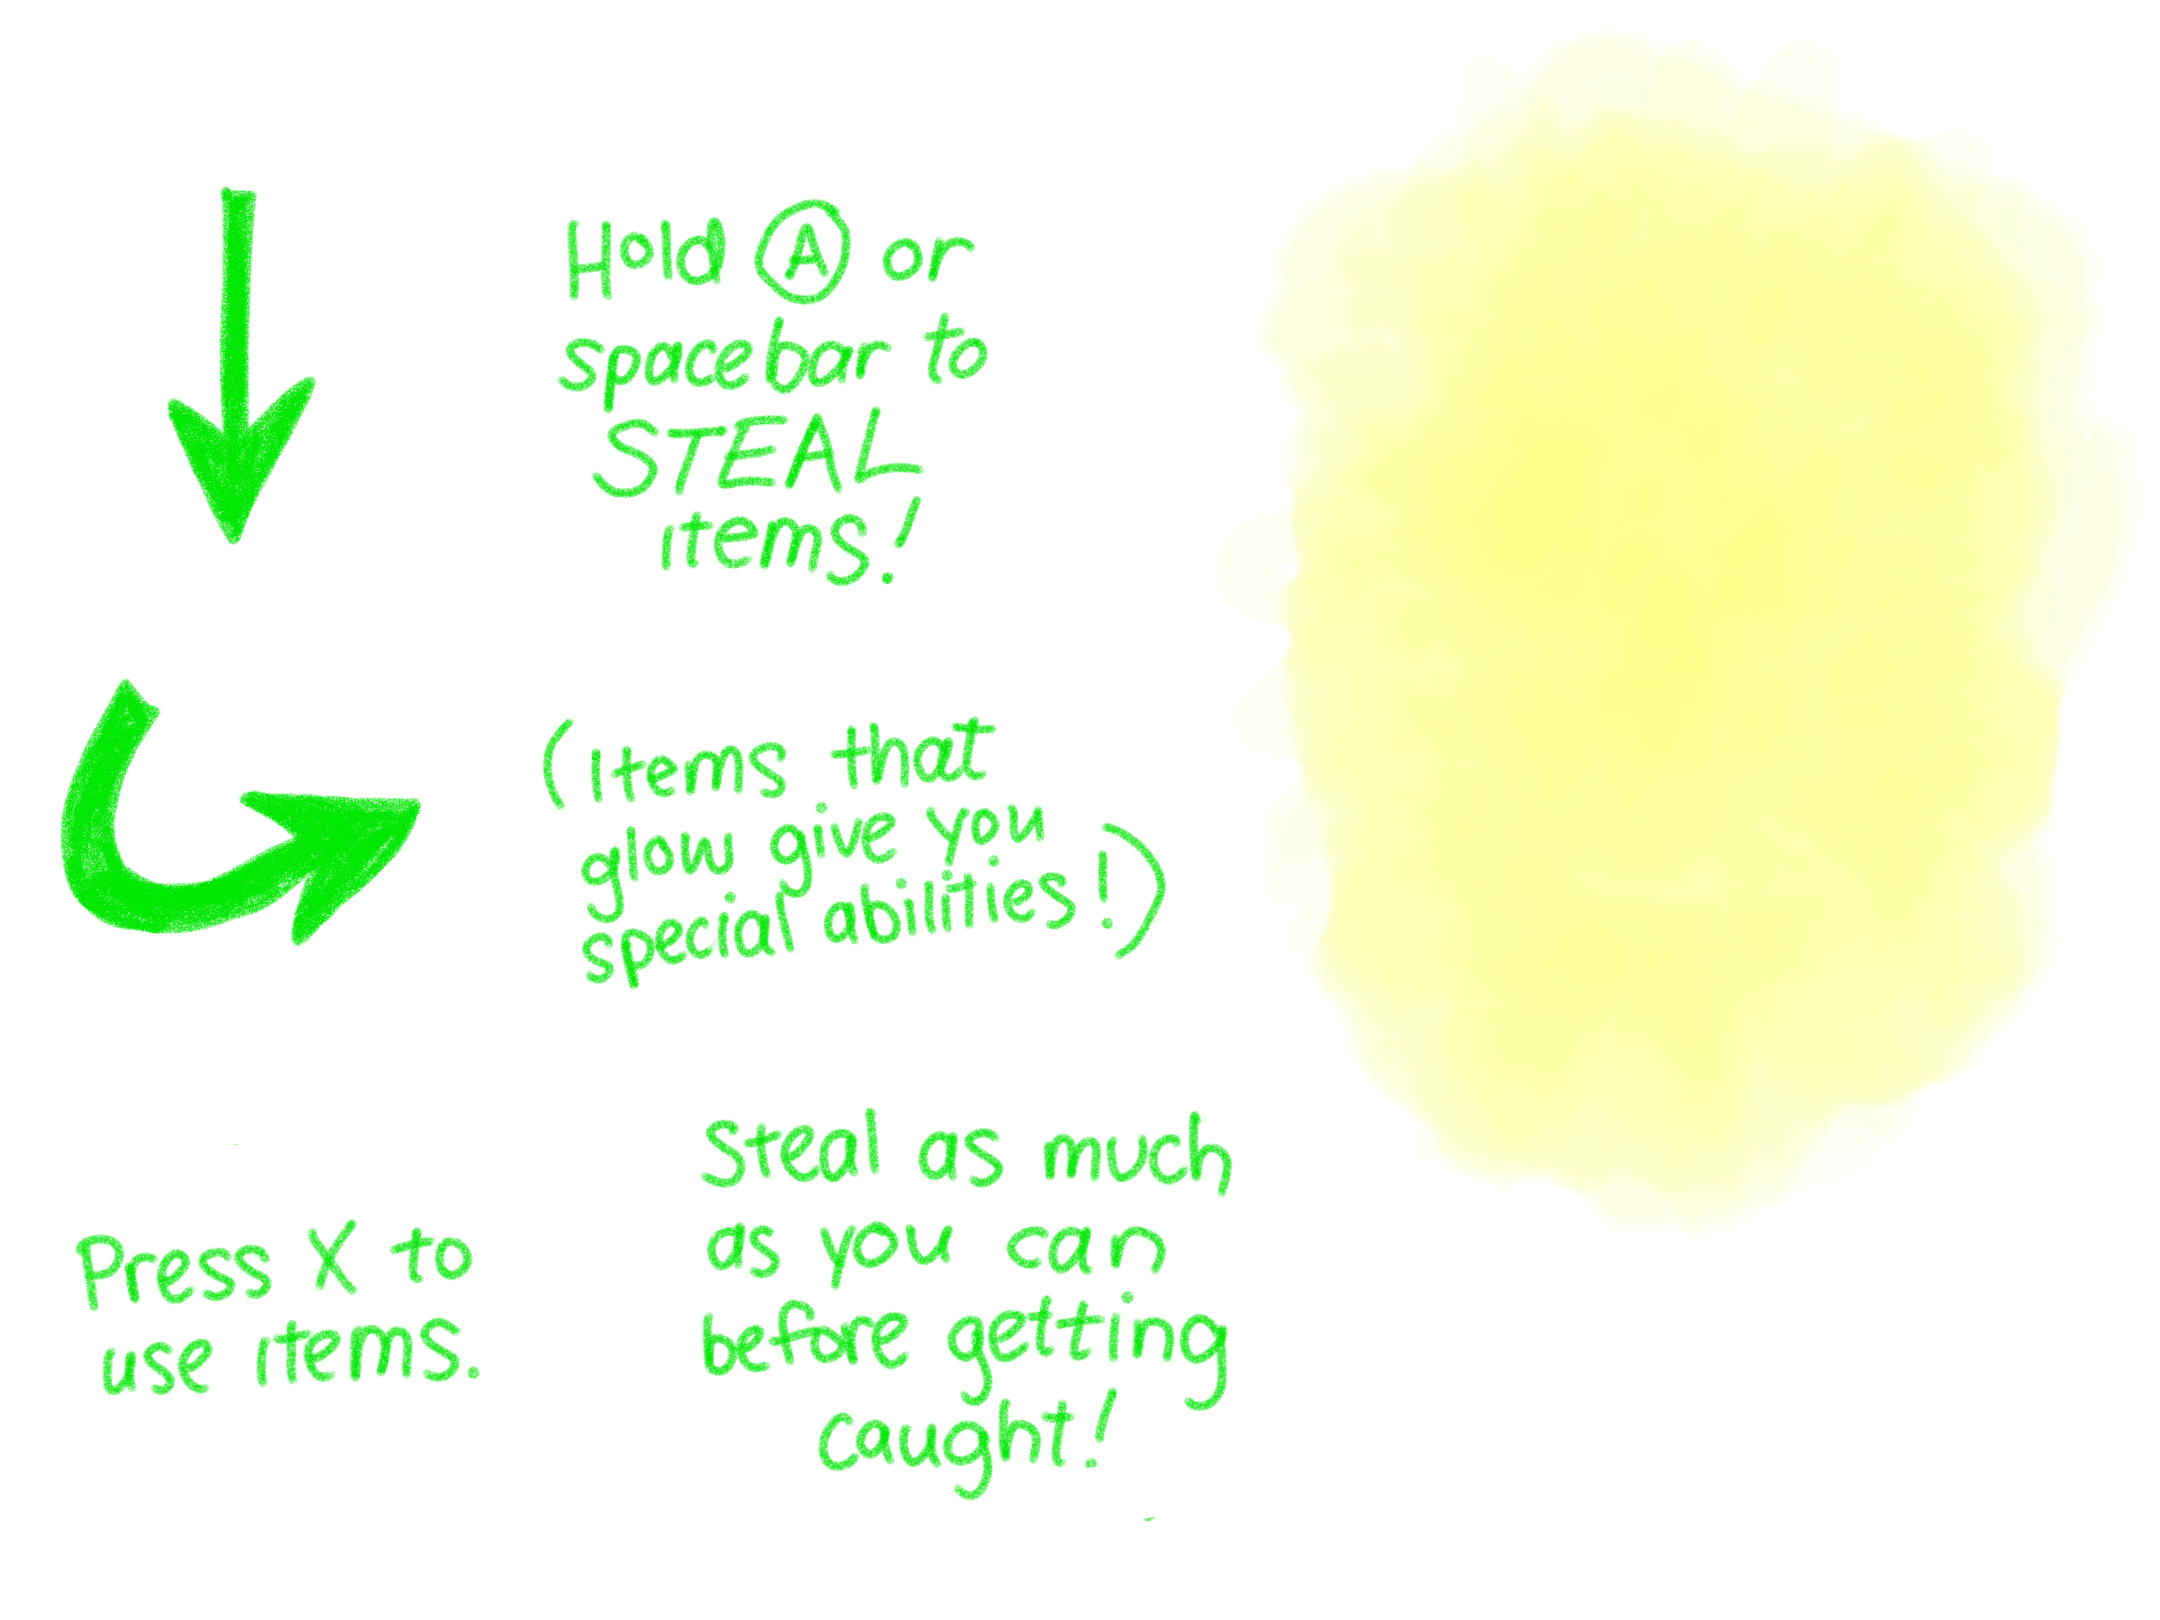 Hold A or
spacebar to
STEAL
items!
(Items that
glow give you
special abilities!)
Press X to
use items.
Steal as much
as you can
before getting
caught!